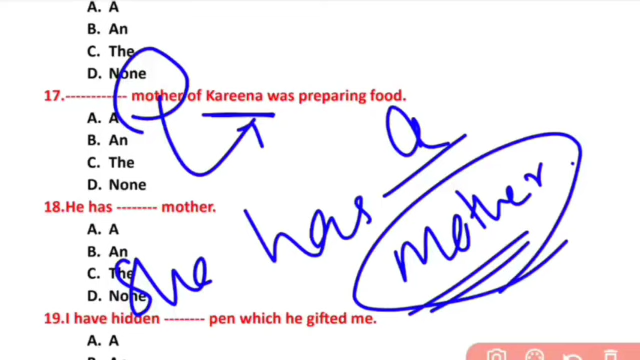 A. A
B. An
C. The
D. None
17.------------ mother of Kareena was preparing food.
A. A
B. An
C. The
D. None
18.He has -------- mother.
A. A
B. An
C. The
D. None
She has a mother.
19.I have hidden -------- pen which he gifted me.
A. A